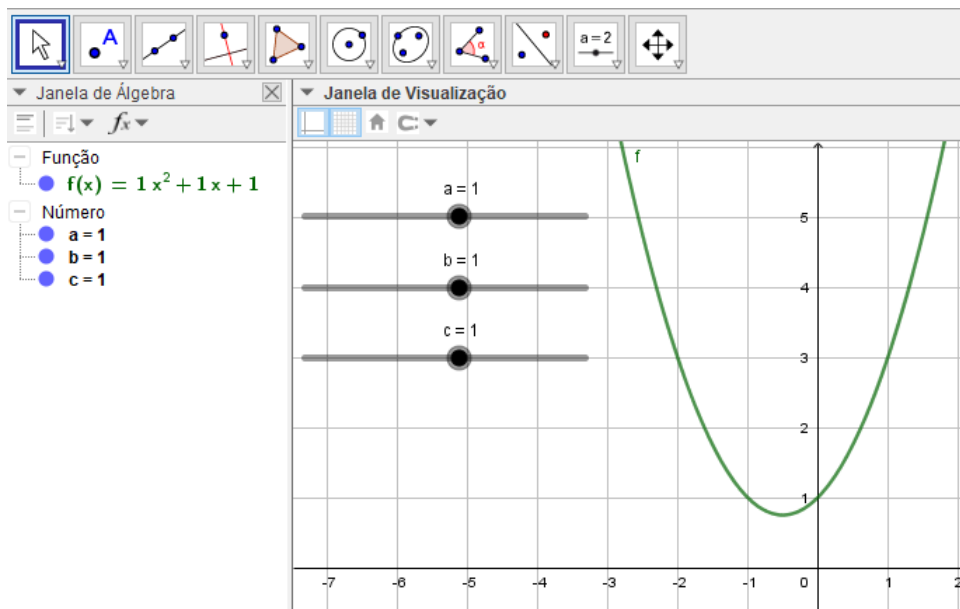 A
α
a = 2
Janela de Álgebra
Janela de Visualização
fx
Função
f(x) = 1 x² + 1 x + 1
Número
a = 1
b = 1
c = 1
f
a = 1
b = 1
c = 1
5
4
3
2
1
-7 -6 -5 -4 -3 -2 -1 0 1 2